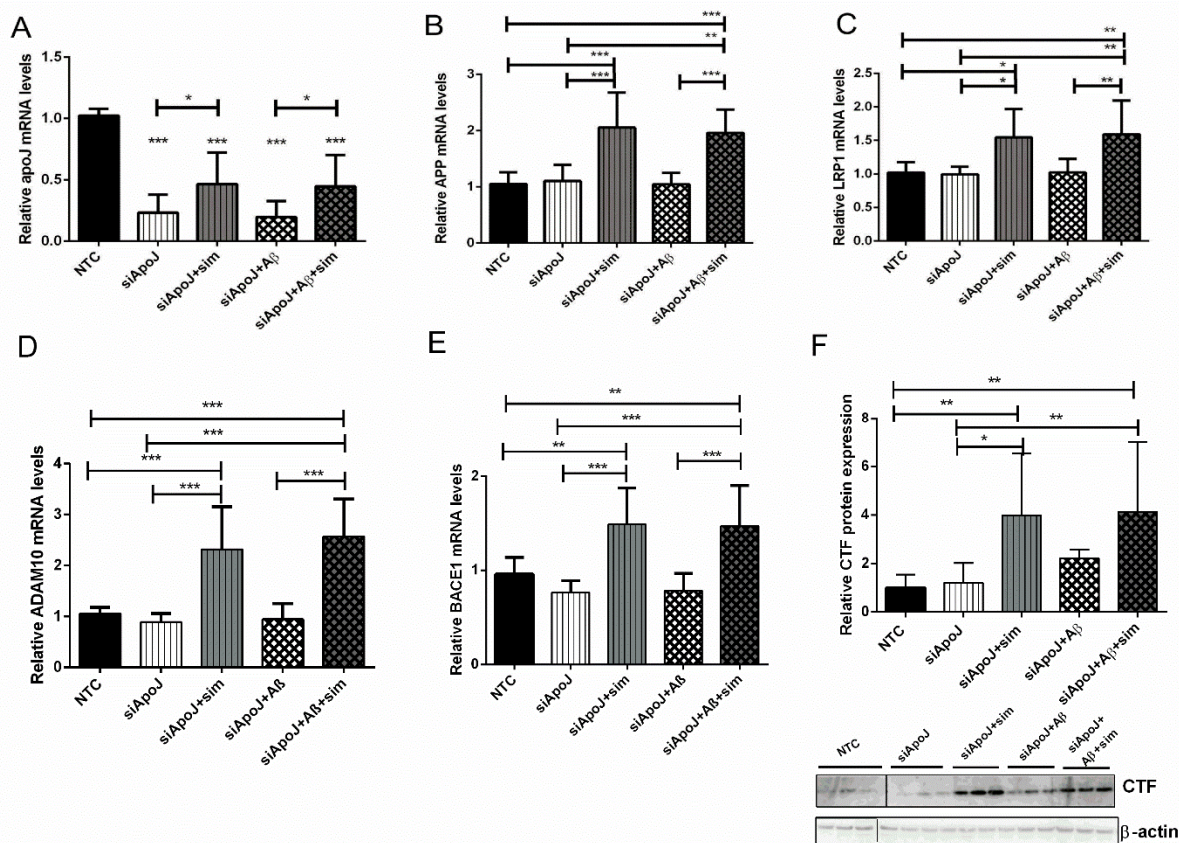 A
Relative apoJ mRNA levels
1.5
1.0
0.5
0.0
*
*
***
***
***
***
NTC
siApoJ
siApoJ+sim
siApoJ+Aβ
siApoJ+Aβ+sim
B
Relative APP mRNA levels
3
2
1
0
***
**
***
***
***
NTC
siApoJ
siApoJ+sim
siApoJ+Aβ
siApoJ+Aβ+sim
C
Relative LRP1 mRNA levels
2.5
2.0
1.5
1.0
0.5
0.0
**
**
*
*
**
NTC
siApoJ
siApoJ+sim
siApoJ+Aβ
siApoJ+Aβ+sim
D
Relative ADAM10 mRNA levels
4
3
2
1
0
***
***
***
***
***
NTC
siApoJ
siApoJ+sim
siApoJ+Aß
siApoJ+Aß+sim
E
Relative BACE1 mRNA levels
2
1
0
**
***
**
***
***
NTC
siApoJ
siApoJ+sim
siApoJ+Aß
siApoJ+Aß+sim
F
Relative CTF protein expression
8
6
4
2
0
**
**
**
*
NTC
siApoJ
siApoJ+sim
siApoJ+Aβ
siApoJ+Aβ+sim
NTC
siApoJ
siApoJ+sim
siApoJ+Aβ
siApoJ+
Aβ+sim
CTF
β-actin